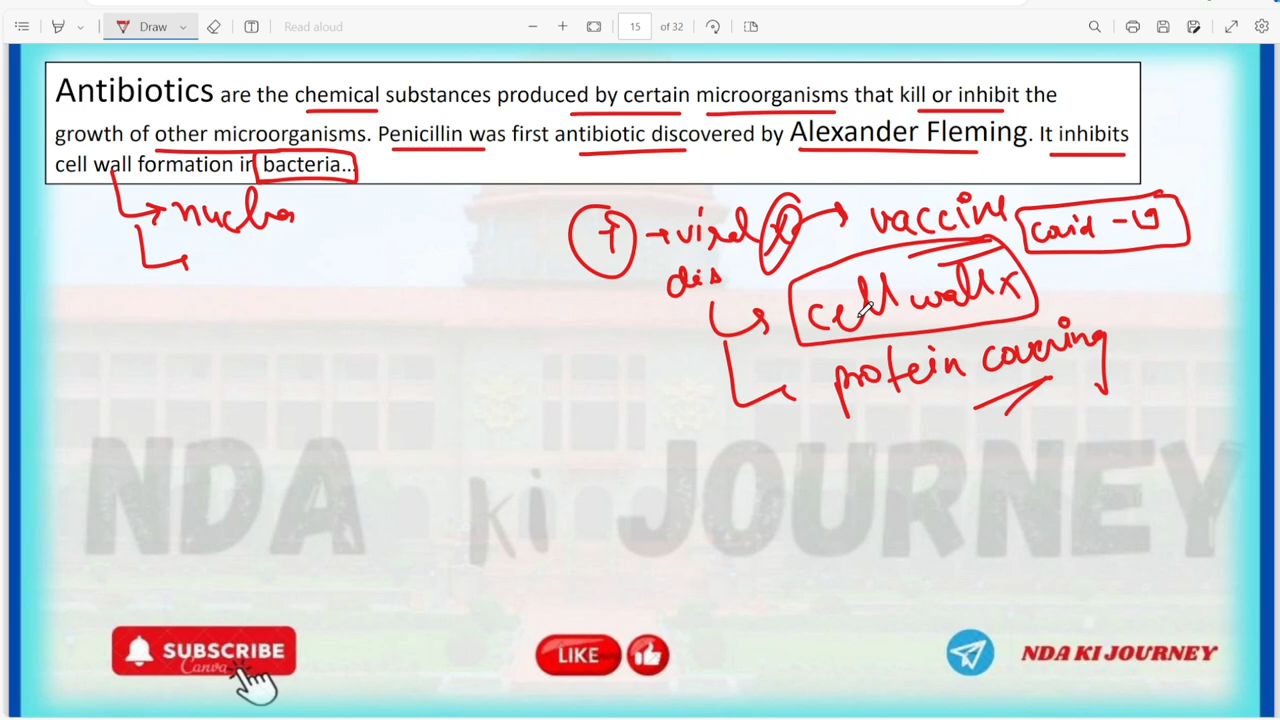 Draw
Read aloud
15 of 32
Antibiotics are the chemical substances produced by certain microorganisms that kill or inhibit the
growth of other microorganisms. Penicillin was first antibiotic discovered by Alexander Fleming. It inhibits
cell wall formation in bacteria...
viral
vaccine
covid-19
dis
cell wall x
protein covering
NDA ki JOURNEY
SUBSCRIBE
Canva
LIKE
NDA KI JOURNEY